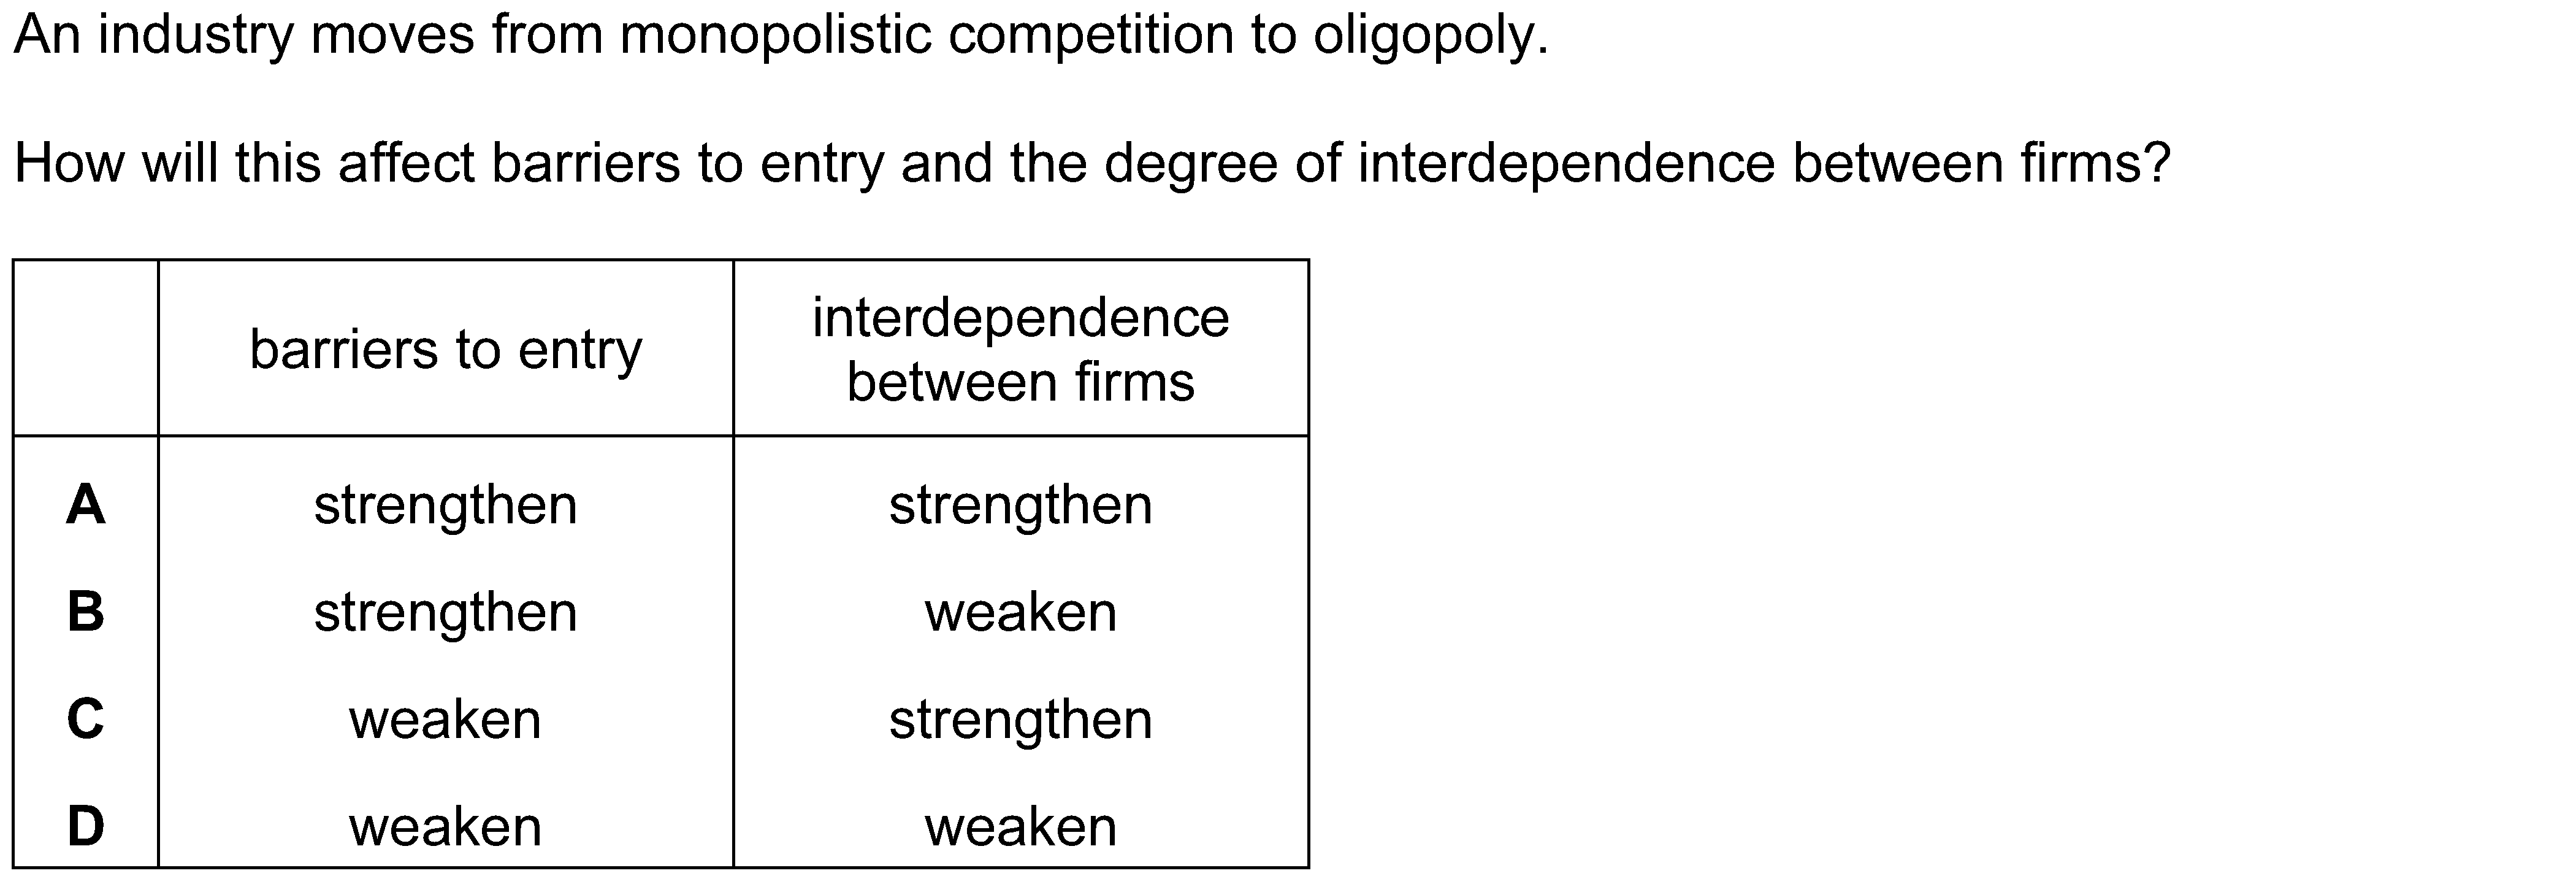 An industry moves from monopolistic competition to oligopoly.
How will this affect barriers to entry and the degree of interdependence between firms?
barriers to entry
interdependence
between firms
A strengthen strengthen
B strengthen weaken
C weaken strengthen
D weaken weaken